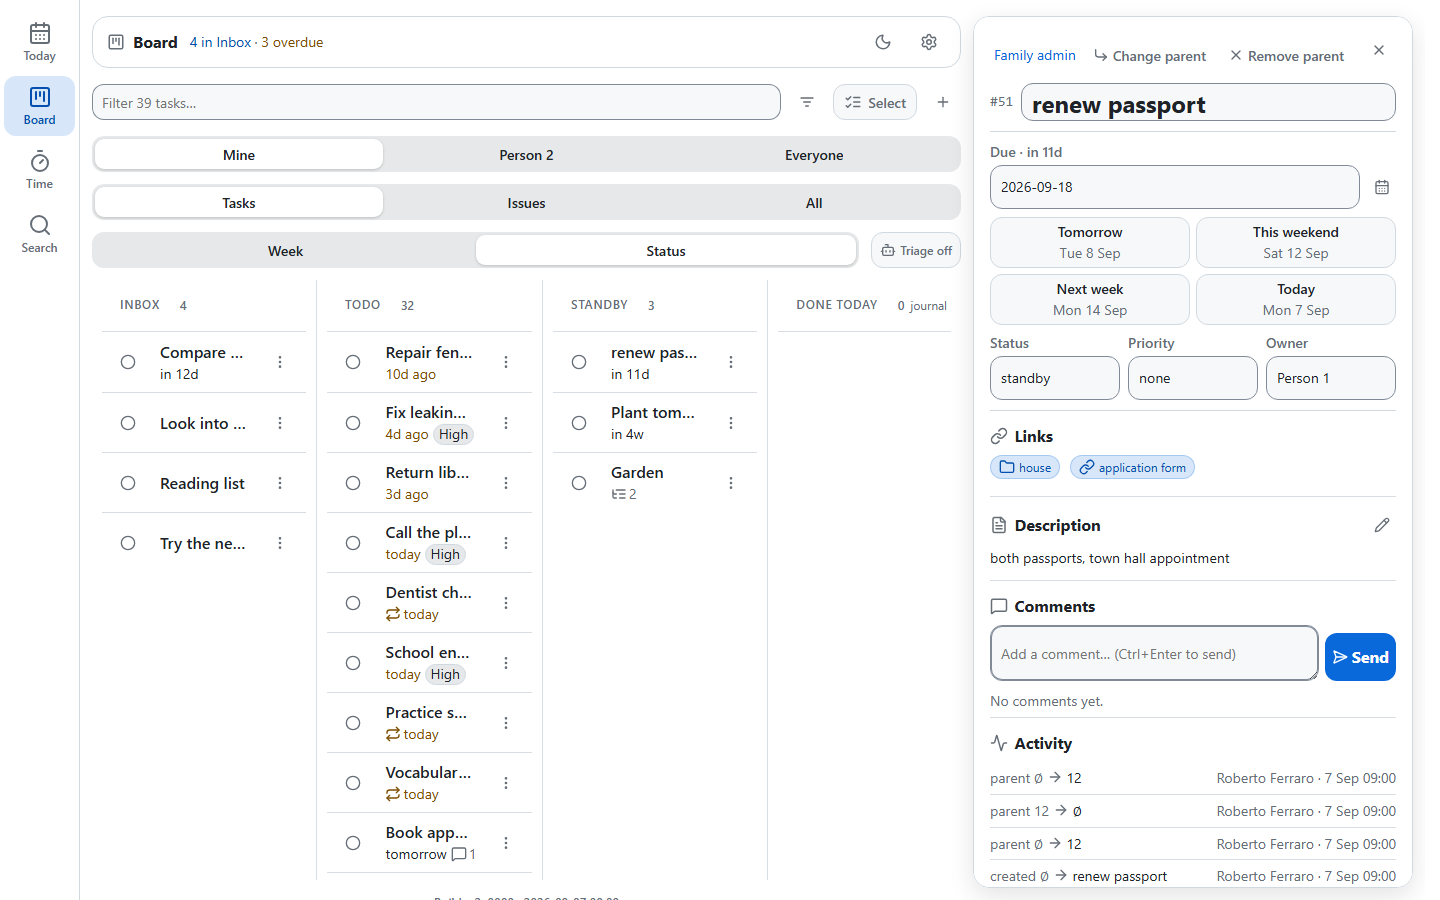 Today
Board
Time
Search
Board 4 in Inbox · 3 overdue
Filter 39 tasks...
Select
Mine
Person 2
Everyone
Tasks
Issues
All
Week
Status
Triage off
INBOX 4
Compare ...
in 12d
Look into ...
Reading list
Try the ne...
TODO 32
Repair fen...
10d ago
Fix leakin...
4d ago High
Return lib...
3d ago
Call the pl...
today High
Dentist ch...
today
School en...
today High
Practice s...
today
Vocabular...
today
Book app...
tomorrow 1
STANDBY 3
renew pas...
in 11d
Plant tom...
in 4w
Garden
2
DONE TODAY 0 journal
Family admin
Change parent
Remove parent
#51 renew passport
Due · in 11d
2026-09-18
Tomorrow
Tue 8 Sep
This weekend
Sat 12 Sep
Next week
Mon 14 Sep
Today
Mon 7 Sep
Status
Priority
Owner
standby
none
Person 1
Links
house
application form
Description
both passports, town hall appointment
Comments
Add a comment... (Ctrl+Enter to send)
Send
No comments yet.
Activity
parent ∅ → 12 Roberto Ferraro · 7 Sep 09:00
parent 12 → ∅ Roberto Ferraro · 7 Sep 09:00
parent ∅ → 12 Roberto Ferraro · 7 Sep 09:00
created ∅ → renew passport Roberto Ferraro · 7 Sep 09:00